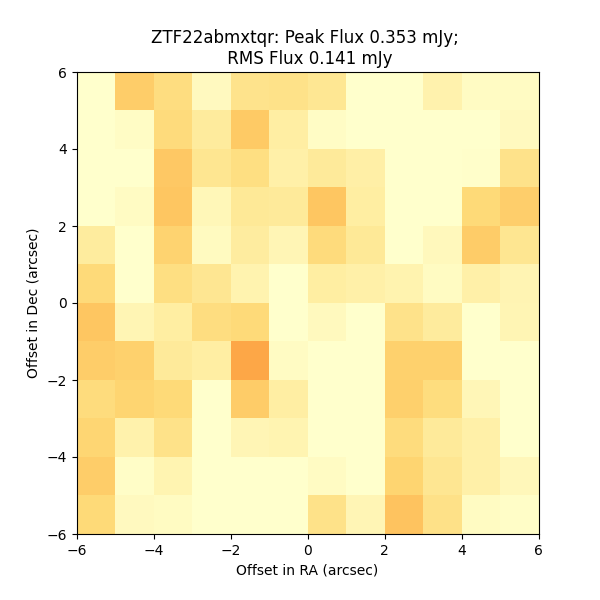 ZTF22abmxtqr: Peak Flux 0.353 mJy;
RMS Flux 0.141 mJy
6
4
2
0
−2
−4
−6
Offset in Dec (arcsec)
−6 −4 −2 0 2 4 6
Offset in RA (arcsec)